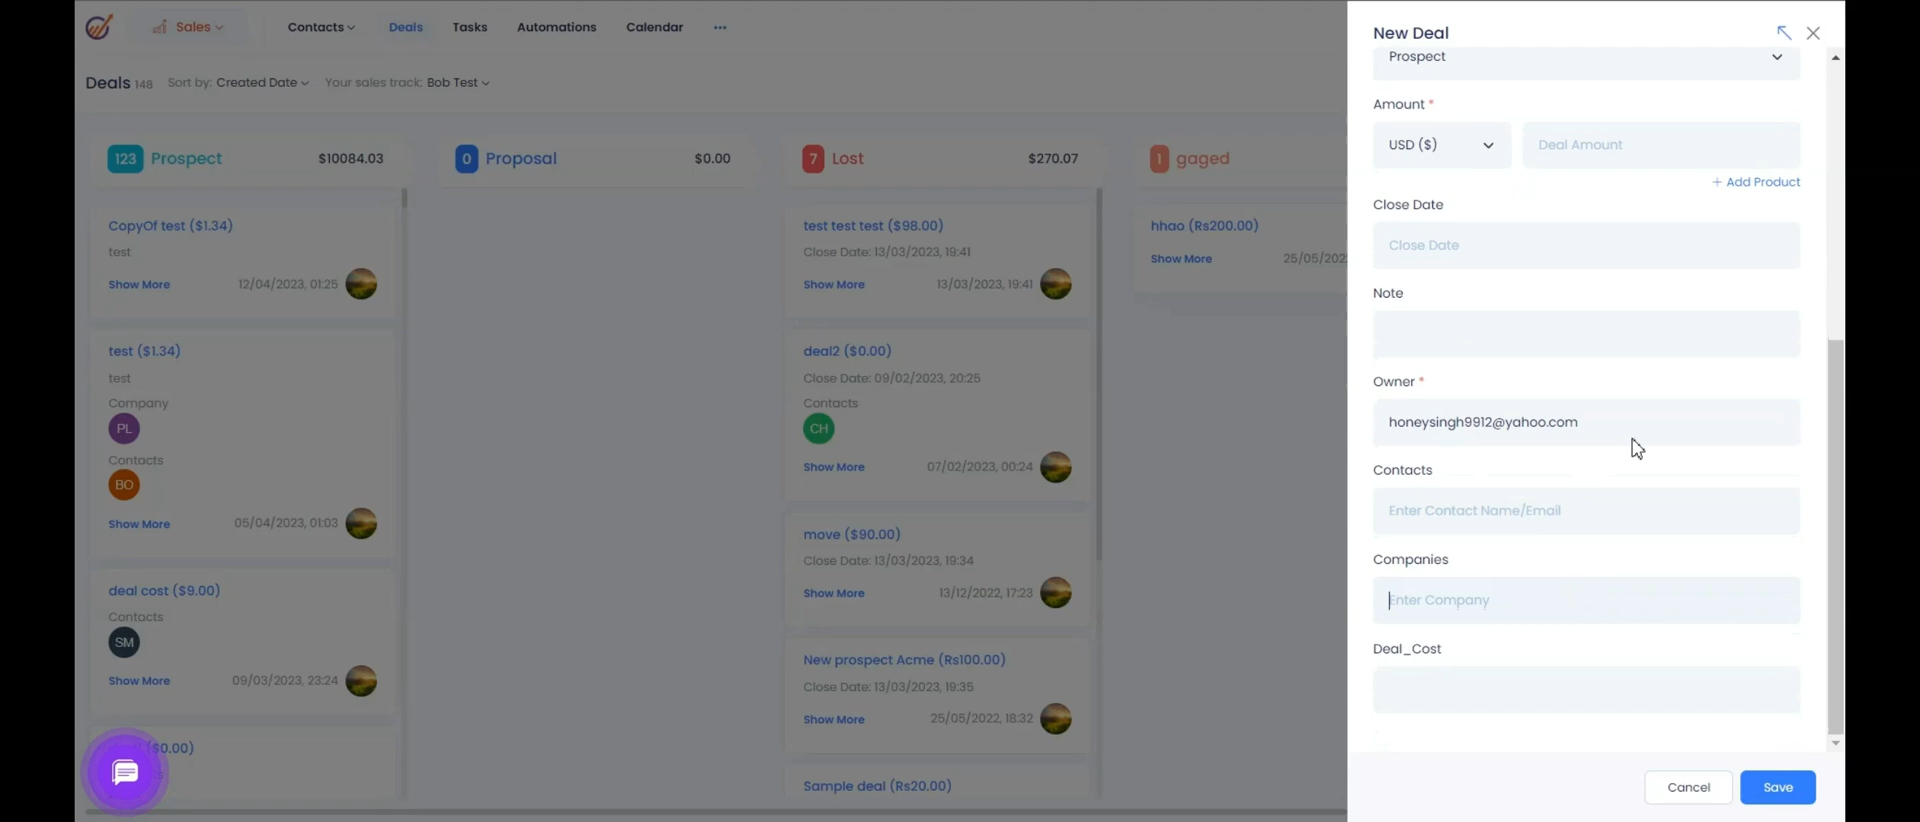 Sales
Contacts
Deals
Tasks
Automations
Calendar
Deals 148 Sort by: Created Date Your sales track: Bob Test
123 Prospect $10084.03
CopyOf test ($1.34)
test
Show More 12/04/2023, 01:25
test ($1.34)
test
Company
PL
Contacts
BO
Show More 05/04/2023, 01:03
deal cost ($9.00)
Contacts
SM
Show More 09/03/2023, 23:24
($0.00)
0 Proposal $0.00
7 Lost $270.07
test test test ($98.00)
Close Date: 13/03/2023, 19:41
Show More 13/03/2023, 19:41
deal2 ($0.00)
Close Date: 09/02/2023, 20:25
Contacts
CH
Show More 07/02/2023, 00:24
move ($90.00)
Close Date: 13/03/2023, 19:34
Show More 13/12/2022, 17:23
New prospect Acme (Rs100.00)
Close Date: 13/03/2023, 19:35
Show More 25/05/2022, 18:32
Sample deal (Rs20.00)
1 gaged
hhao (Rs200.00)
Show More 25/05/202
New Deal
Prospect
Amount *
USD ($) Deal Amount
+ Add Product
Close Date
Close Date
Note
Owner *
honeysingh9912@yahoo.com
Contacts
Enter Contact Name/Email
Companies
Enter Company
Deal_Cost
Cancel Save